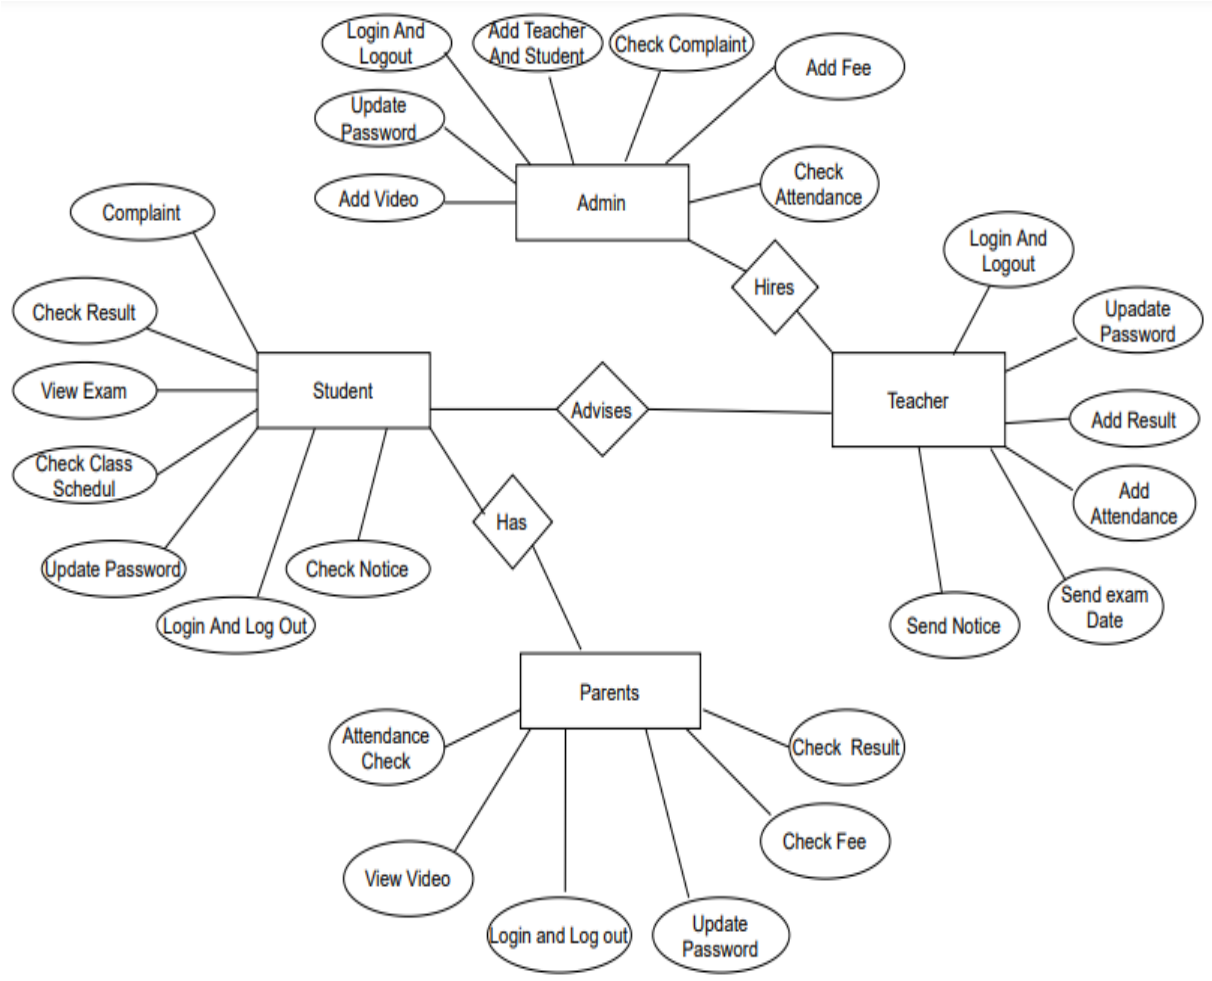 Login And
Logout
Add Teacher
And Student
Check Complaint
Add Fee
Update
Password
Add Video
Admin
Check
Attendance
Complaint
Login And
Logout
Hires
Check Result
Upadate
Password
View Exam
Student
Advises
Teacher
Add Result
Check Class
Schedul
Add
Attendance
Has
Update Password
Check Notice
Send exam
Date
Login And Log Out
Send Notice
Parents
Attendance
Check
Check Result
View Video
Check Fee
Login and Log out
Update
Password